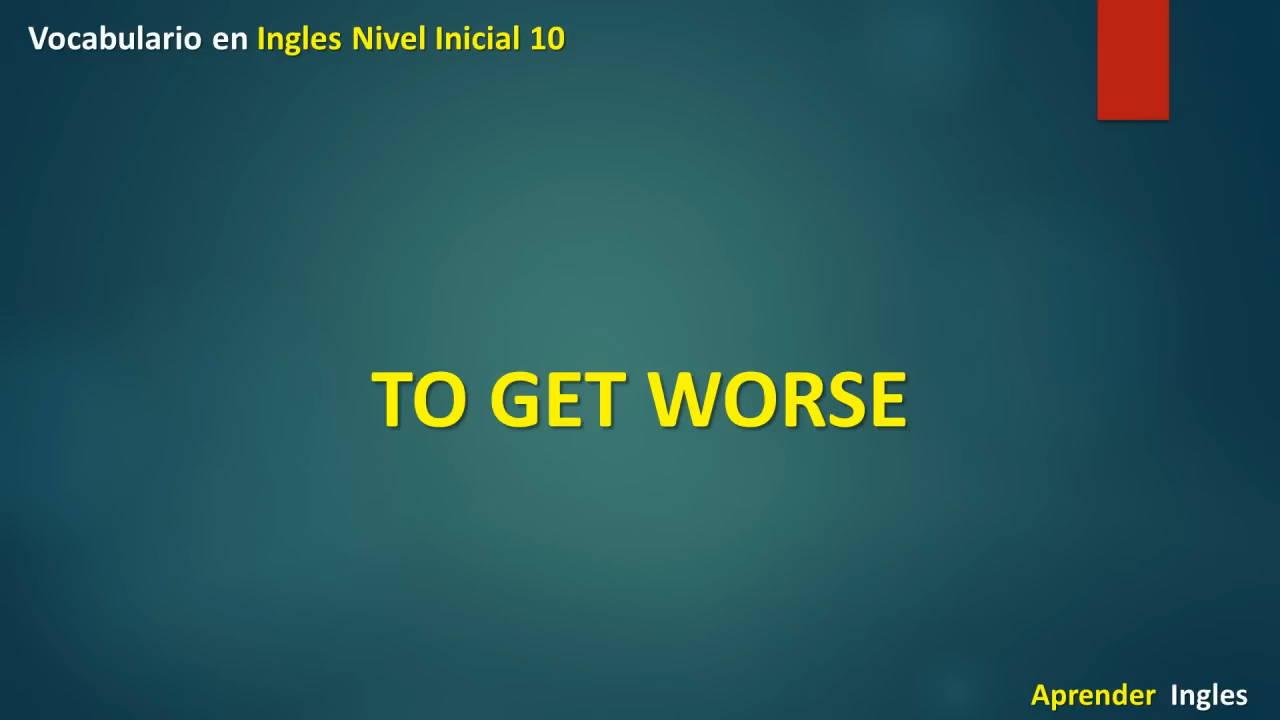 Vocabulario en Ingles Nivel Inicial 10
TO GET WORSE
Aprender Ingles